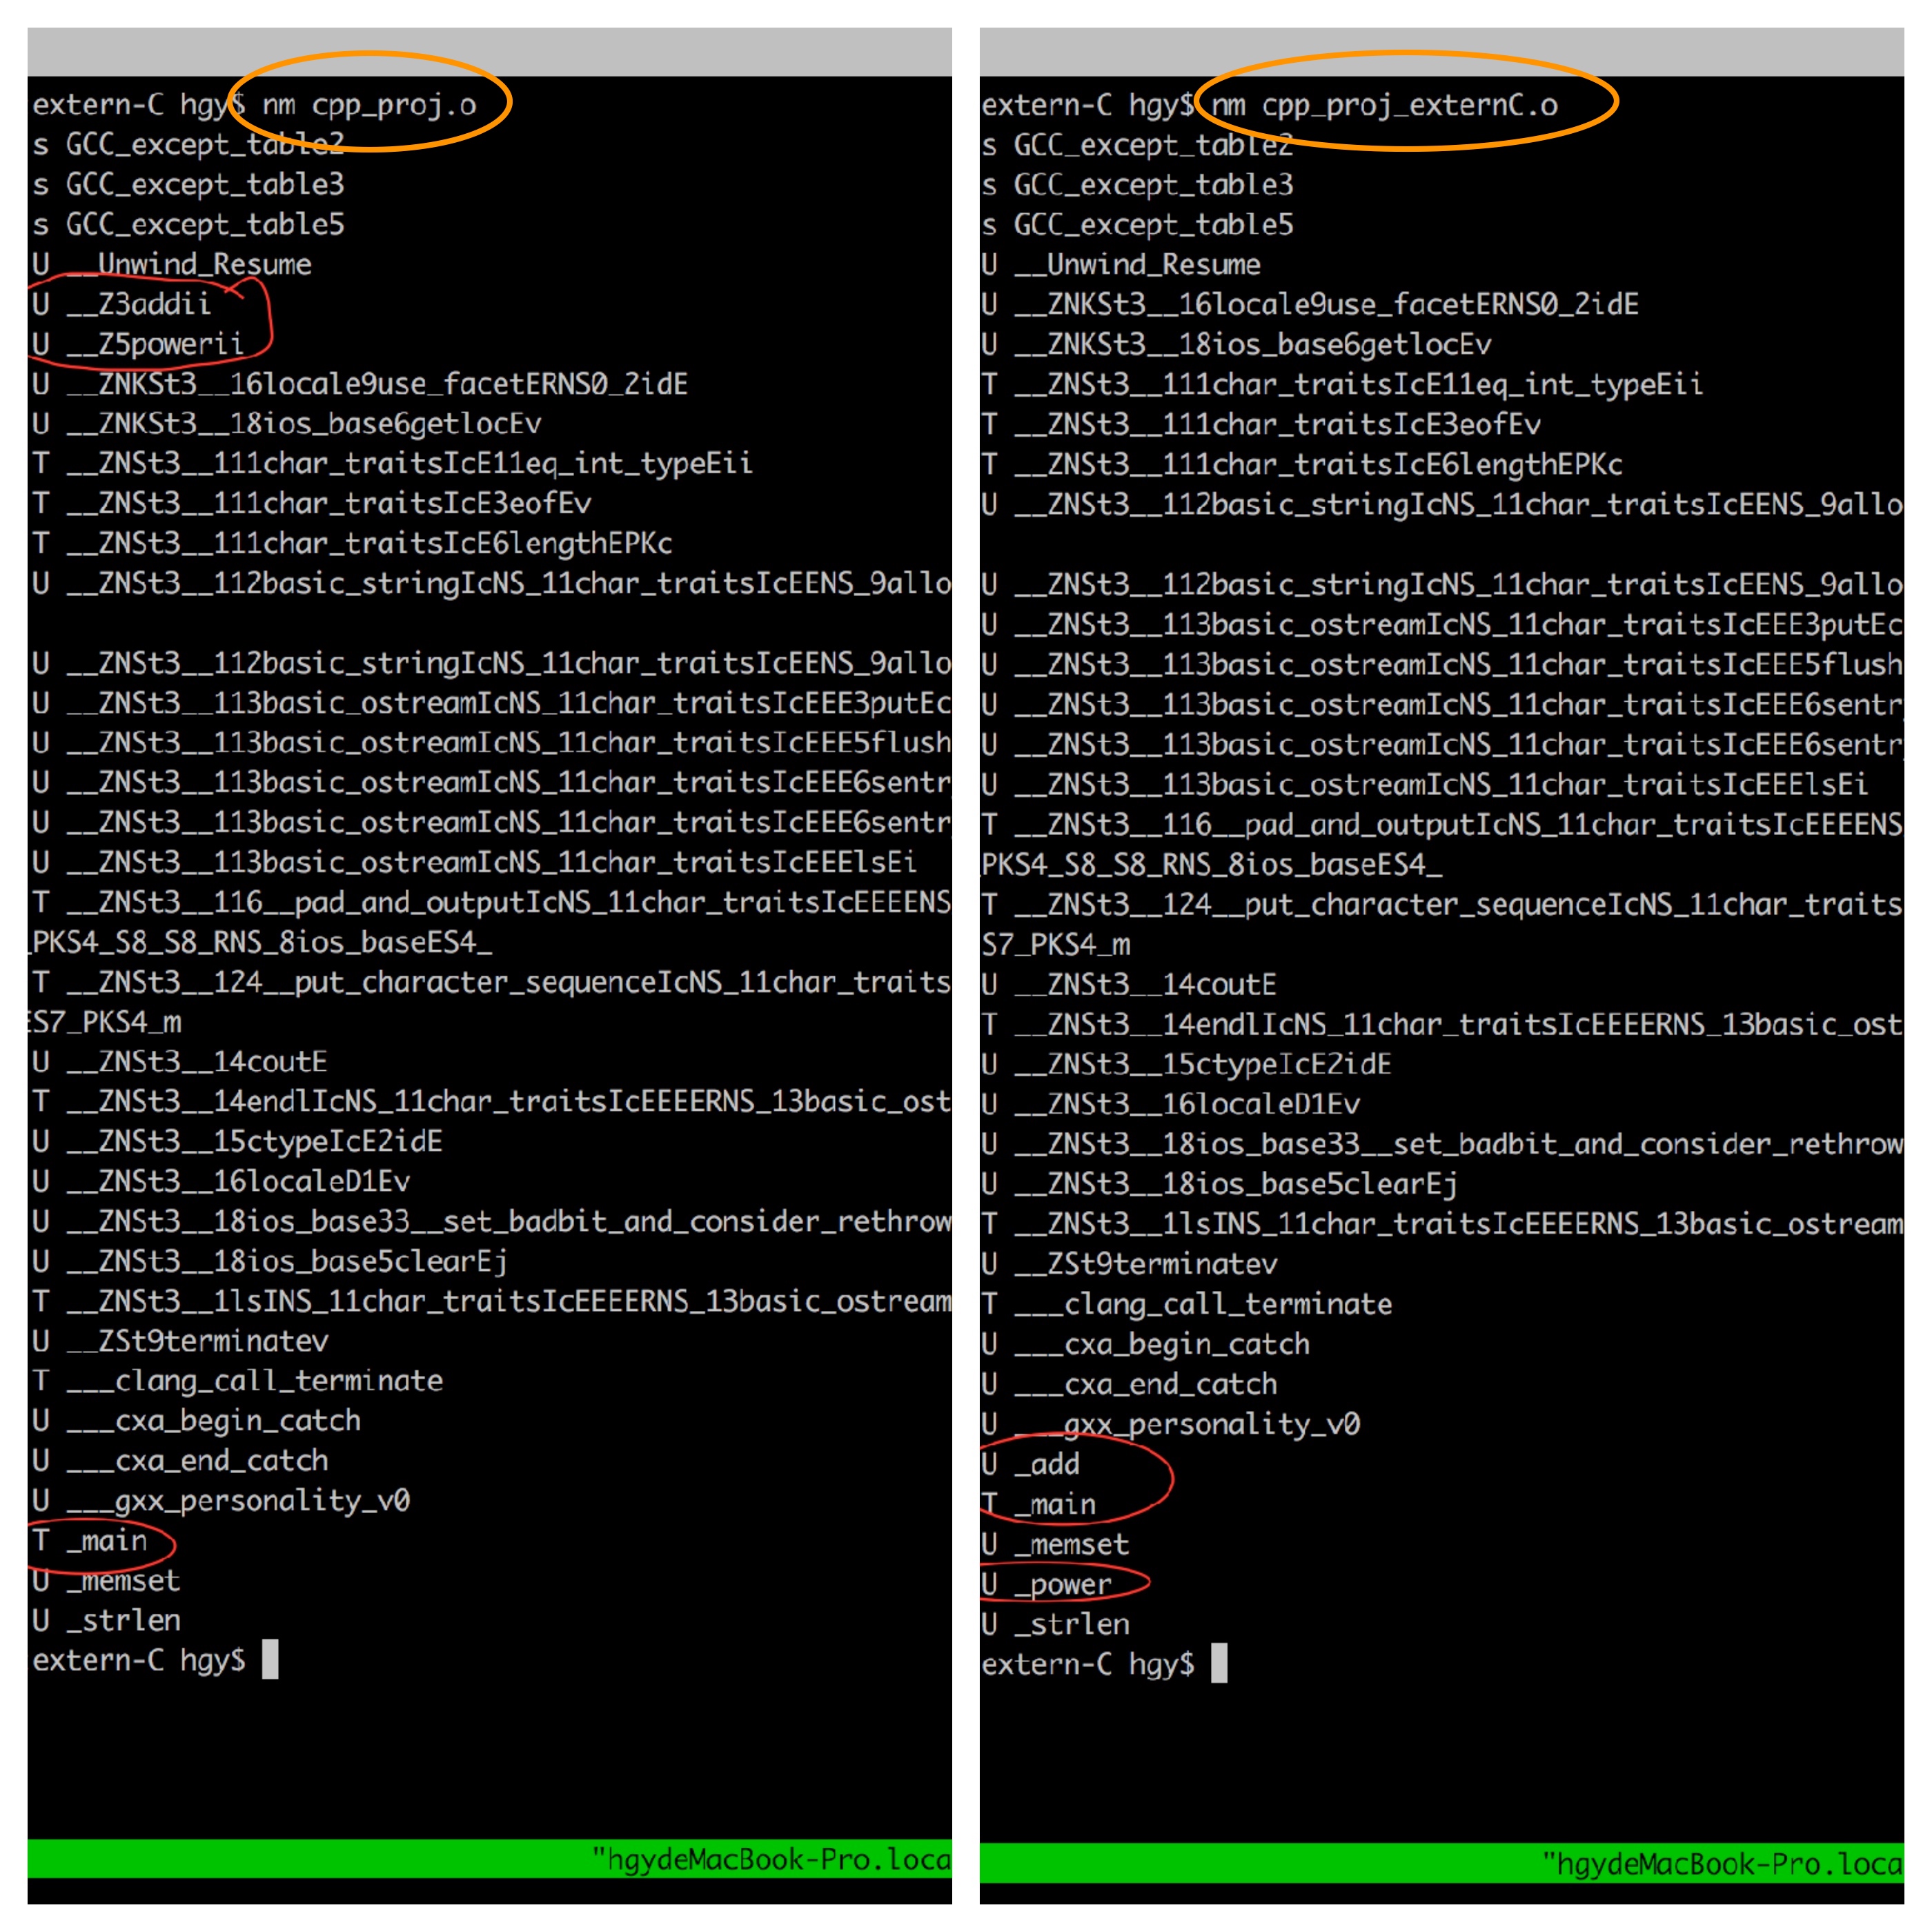 extern-C hgy$ nm cpp_proj.o
s GCC_except_table2
s GCC_except_table3
s GCC_except_table5
U __Unwind_Resume
U __Z3addii
U __Z5powerii
U __ZNKSt3__16locale9use_facetERNS0_2idE
U __ZNKSt3__18ios_base6getlocEv
T __ZNSt3__111char_traitsIcE11eq_int_typeEii
T __ZNSt3__111char_traitsIcE3eofEv
T __ZNSt3__111char_traitsIcE6lengthEPKc
U __ZNSt3__112basic_stringIcNS_11char_traitsIcEENS_9allo
U __ZNSt3__112basic_stringIcNS_11char_traitsIcEENS_9allo
U __ZNSt3__113basic_ostreamIcNS_11char_traitsIcEEE3putEc
U __ZNSt3__113basic_ostreamIcNS_11char_traitsIcEEE5flush
U __ZNSt3__113basic_ostreamIcNS_11char_traitsIcEEE6sentr
U __ZNSt3__113basic_ostreamIcNS_11char_traitsIcEEE6sentr
U __ZNSt3__113basic_ostreamIcNS_11char_traitsIcEEElsEi
T __ZNSt3__116__pad_and_outputIcNS_11char_traitsIcEEEENS
_PKS4_S8_S8_RNS_8ios_baseES4_
T __ZNSt3__124__put_character_sequenceIcNS_11char_traits
ES7_PKS4_m
U __ZNSt3__14coutE
T __ZNSt3__14endlIcNS_11char_traitsIcEEEERNS_13basic_ost
U __ZNSt3__15ctypeIcE2idE
U __ZNSt3__16localeD1Ev
U __ZNSt3__18ios_base33__set_badbit_and_consider_rethrow
U __ZNSt3__18ios_base5clearEj
T __ZNSt3__1lsINS_11char_traitsIcEEEERNS_13basic_ostream
U __ZSt9terminatev
T ___clang_call_terminate
U ___cxa_begin_catch
U ___cxa_end_catch
U ___gxx_personality_v0
T _main
U _memset
U _strlen
extern-C hgy$
"hgydeMacBook-Pro.loca
extern-C hgy$ nm cpp_proj_externC.o
s GCC_except_table2
s GCC_except_table3
s GCC_except_table5
U __Unwind_Resume
U __ZNKSt3__16locale9use_facetERNS0_2idE
U __ZNKSt3__18ios_base6getlocEv
T __ZNSt3__111char_traitsIcE11eq_int_typeEii
T __ZNSt3__111char_traitsIcE3eofEv
T __ZNSt3__111char_traitsIcE6lengthEPKc
U __ZNSt3__112basic_stringIcNS_11char_traitsIcEENS_9allo
U __ZNSt3__112basic_stringIcNS_11char_traitsIcEENS_9allo
U __ZNSt3__113basic_ostreamIcNS_11char_traitsIcEEE3putEc
U __ZNSt3__113basic_ostreamIcNS_11char_traitsIcEEE5flush
U __ZNSt3__113basic_ostreamIcNS_11char_traitsIcEEE6sentr
U __ZNSt3__113basic_ostreamIcNS_11char_traitsIcEEE6sentr
U __ZNSt3__113basic_ostreamIcNS_11char_traitsIcEEElsEi
T __ZNSt3__116__pad_and_outputIcNS_11char_traitsIcEEEENS
PKS4_S8_S8_RNS_8ios_baseES4_
T __ZNSt3__124__put_character_sequenceIcNS_11char_traits
S7_PKS4_m
U __ZNSt3__14coutE
T __ZNSt3__14endlIcNS_11char_traitsIcEEEERNS_13basic_ost
U __ZNSt3__15ctypeIcE2idE
U __ZNSt3__16localeD1Ev
U __ZNSt3__18ios_base33__set_badbit_and_consider_rethrow
U __ZNSt3__18ios_base5clearEj
T __ZNSt3__1lsINS_11char_traitsIcEEEERNS_13basic_ostream
U __ZSt9terminatev
T ___clang_call_terminate
U ___cxa_begin_catch
U ___cxa_end_catch
U ___gxx_personality_v0
U _add
T _main
U _memset
U _power
U _strlen
extern-C hgy$
"hgydeMacBook-Pro.loca